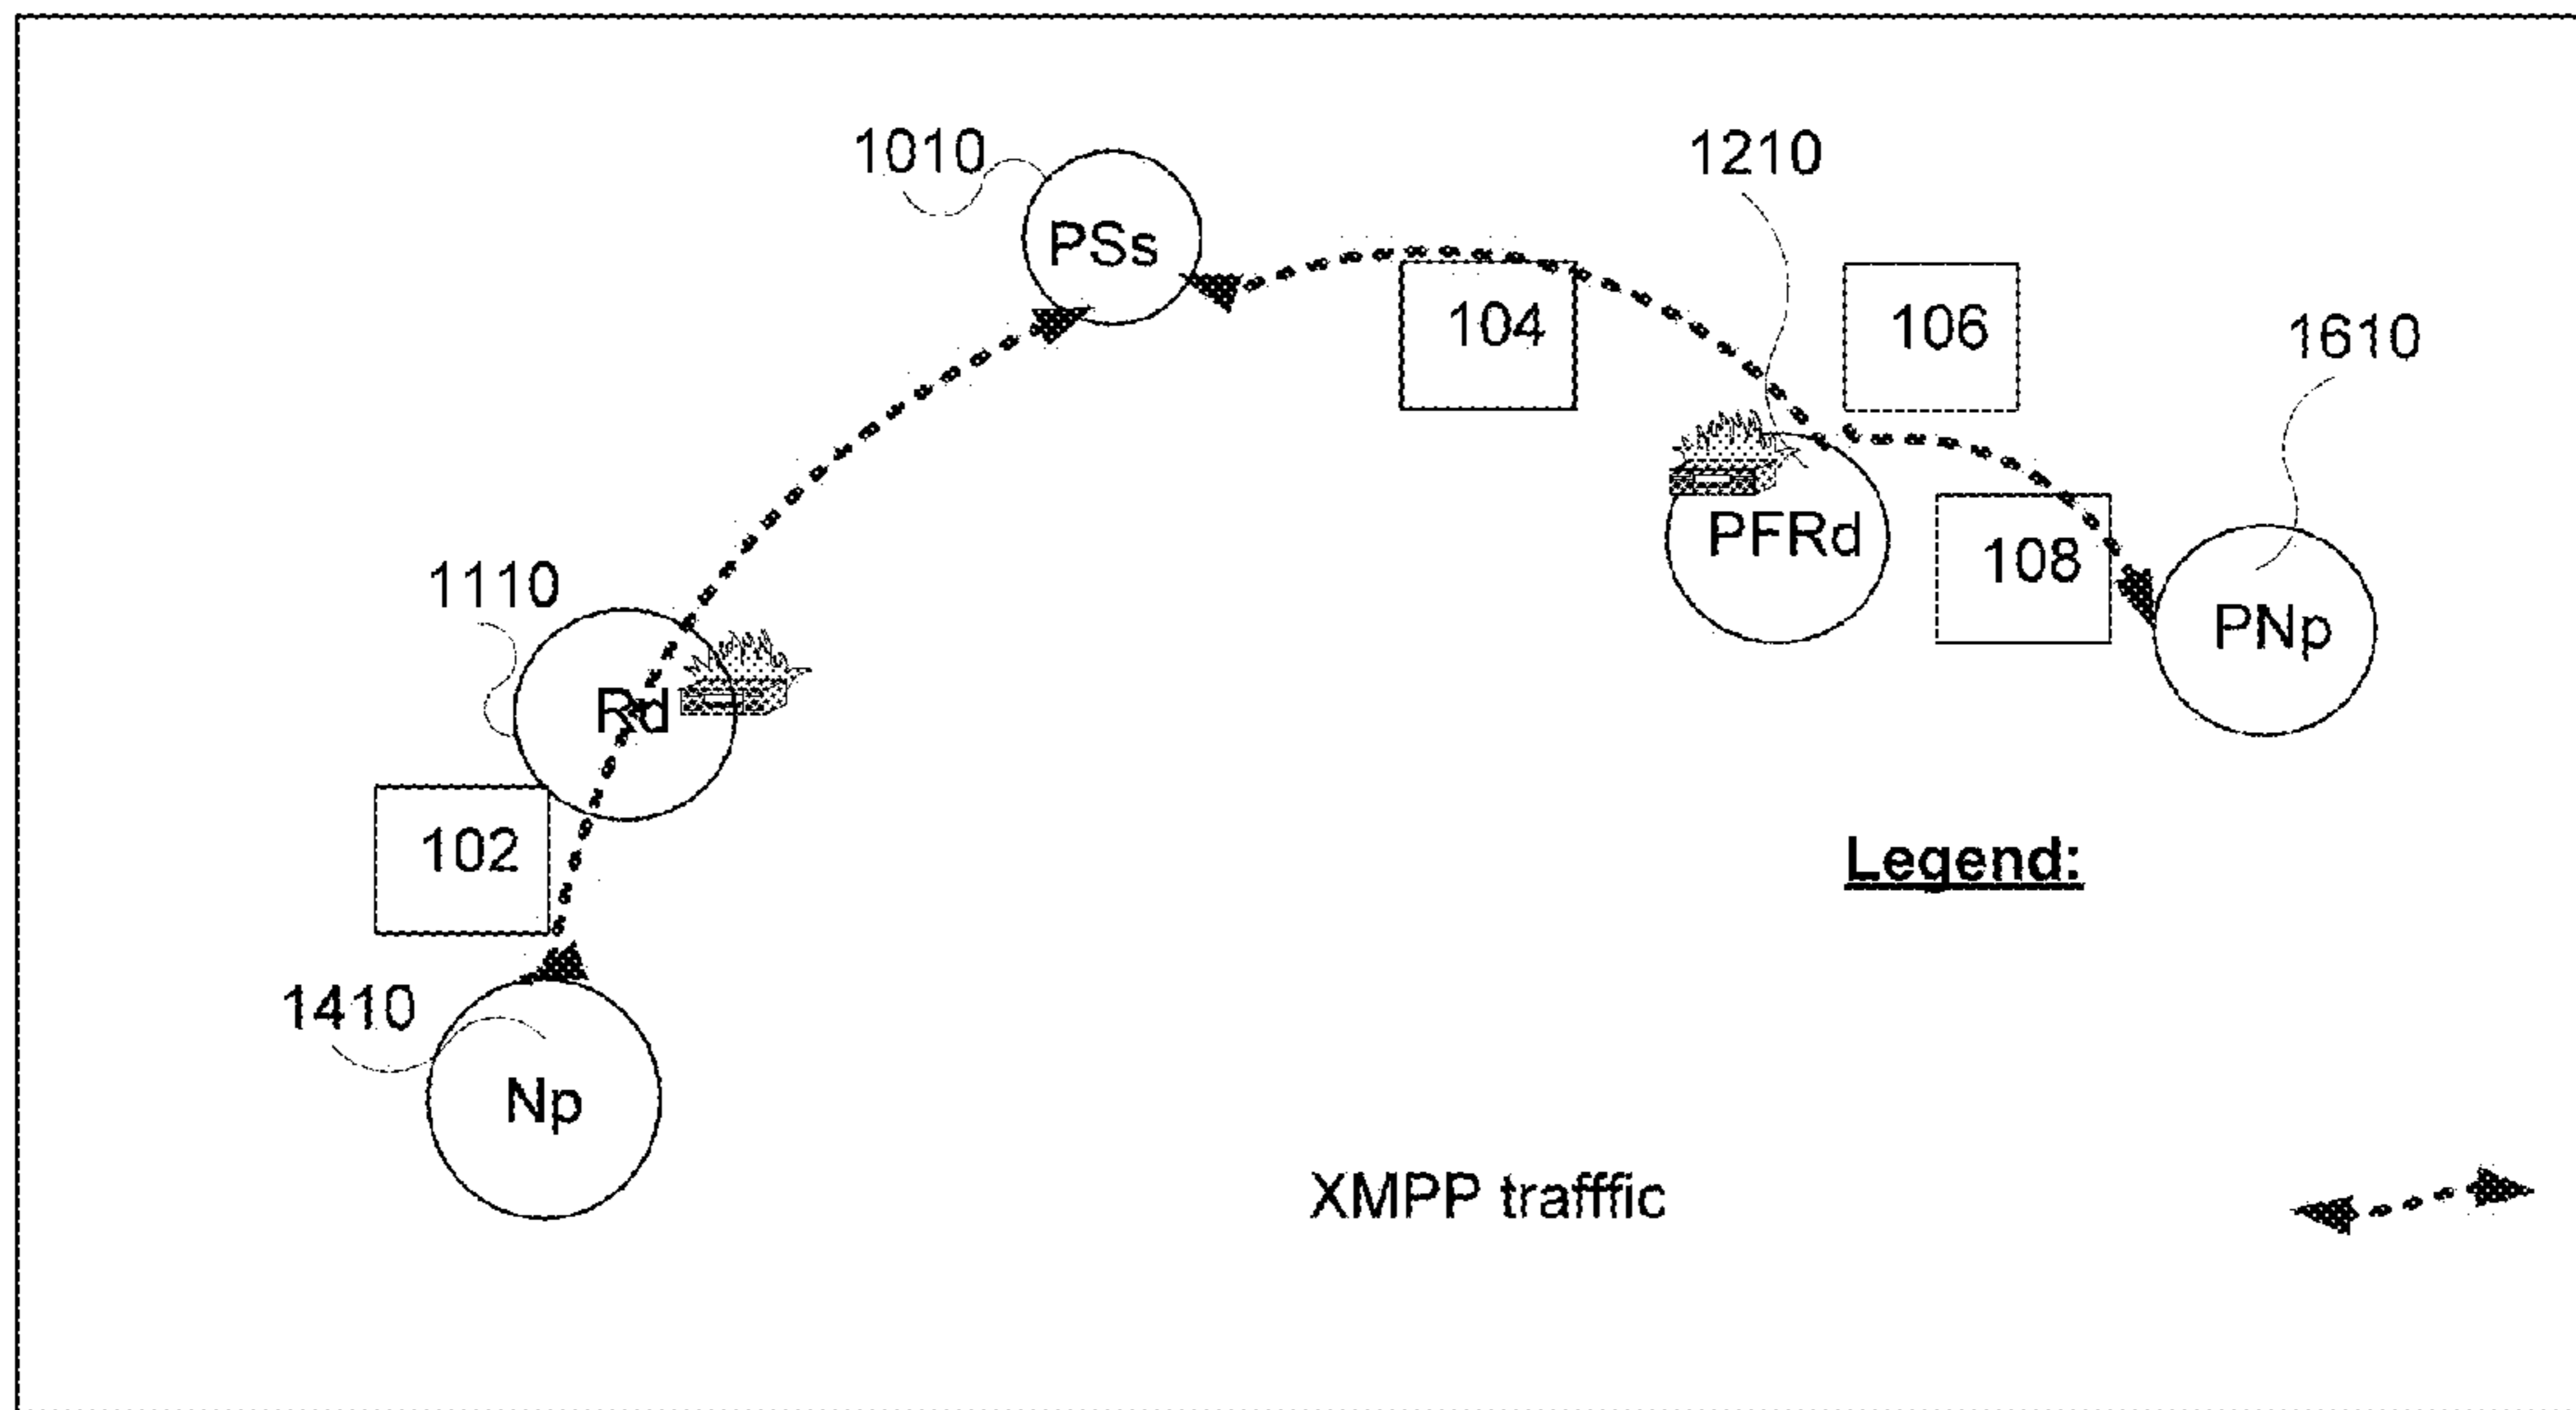 1010
1210
PSs
104
106
1610
PFRd
108
PNp
1110
Rd
102
Legend:
1410
Np
XMPP trafffic